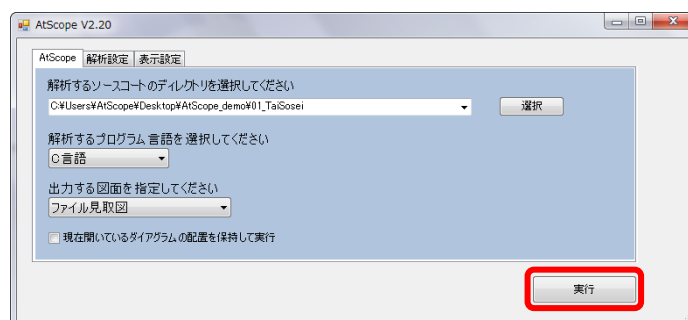 AtScope V2.20
AtScope 解析設定 表示設定
解析するソースコートのディレクトリを選択してください
C:¥Users¥AtScope¥Desktop¥AtScope_demo¥01_TaiSosei 選択
解析するプログラム言語を選択してください
C言語
出力する図面を指定してください
ファイル見取図
現在開いているダイアグラムの配置を保持して実行
実行